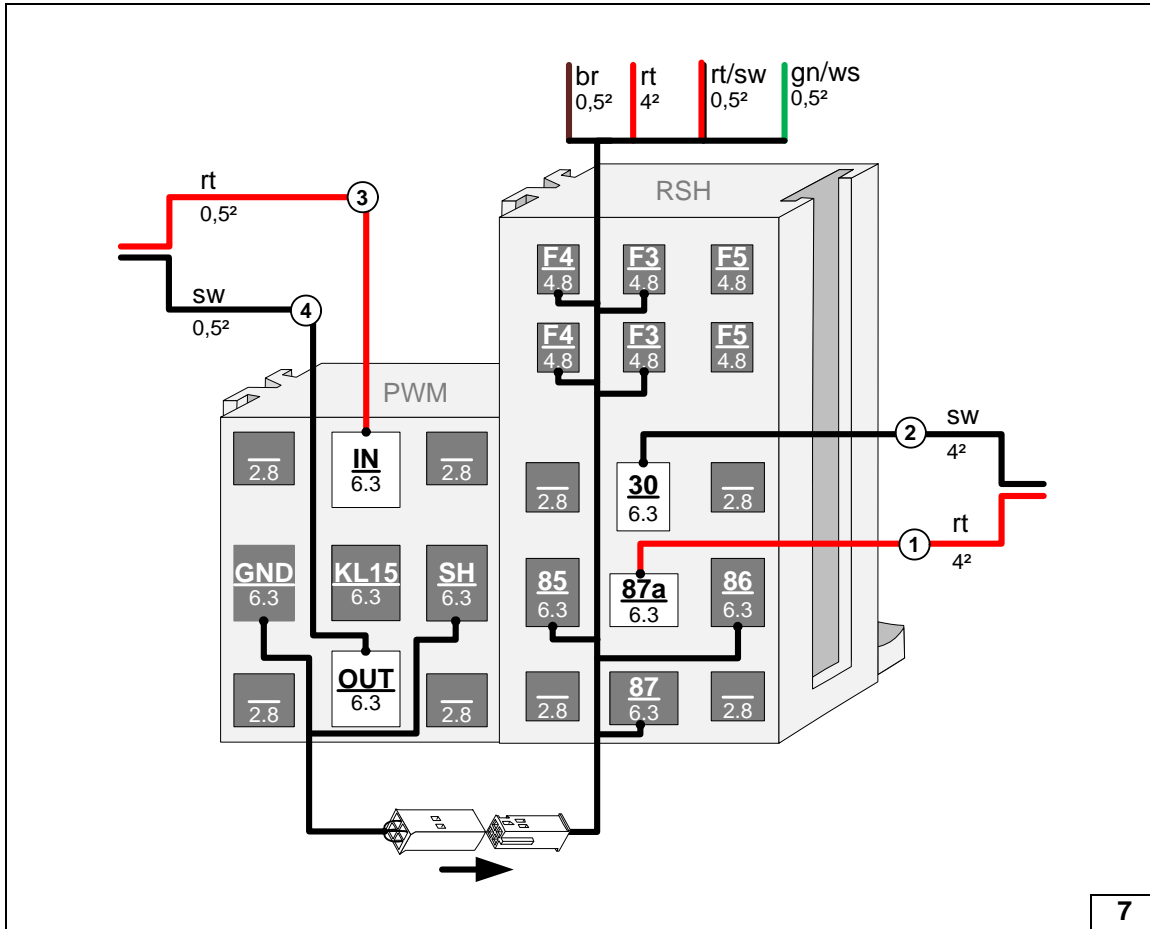 br
0,5²
rt
4²
rt/sw
0,5²
gn/ws
0,5²
rt
0,5²
3
sw
0,5²
4
RSH
F4
4.8
F3
4.8
F5
4.8
F4
4.8
F3
4.8
F5
4.8
PWM
2.8
IN
6.3
2.8
2.8
30
6.3
2.8
2
sw
4²
1
rt
4²
GND
6.3
KL15
6.3
SH
6.3
85
6.3
87a
6.3
86
6.3
2.8
OUT
6.3
2.8
2.8
87
6.3
2.8
7